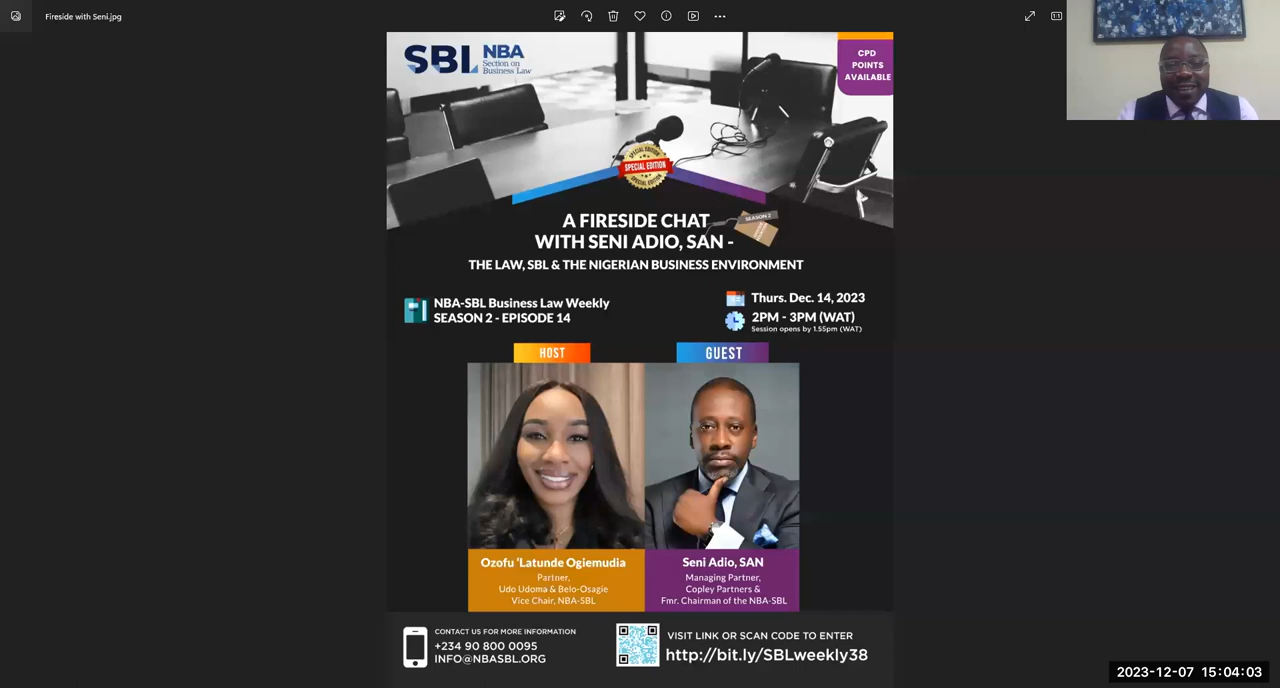 Fireside with Seni.jpg
SBL NBA
Section on
Business Law
CPD
POINTS
AVAILABLE
SPECIAL EDITION
SPECIAL EDITION
SPECIAL EDITION
A FIRESIDE CHAT
WITH SENI ADIO, SAN -
SEASON 2
THE LAW, SBL & THE NIGERIAN BUSINESS ENVIRONMENT
NBA-SBL Business Law Weekly
SEASON 2 - EPISODE 14
Thurs. Dec. 14, 2023
2PM - 3PM (WAT)
Session opens by 1.55pm (WAT)
HOST
GUEST
Ozofu ‘Latunde Ogiemudia
Partner,
Udo Udoma & Belo-Osagie
Vice Chair, NBA-SBL
Seni Adio, SAN
Managing Partner,
Copley Partners &
Fmr. Chairman of the NBA-SBL
CONTACT US FOR MORE INFORMATION
+234 90 800 0095
INFO@NBASBL.ORG
VISIT LINK OR SCAN CODE TO ENTER
http://bit.ly/SBLweekly38
2023-12-07 15:04:03